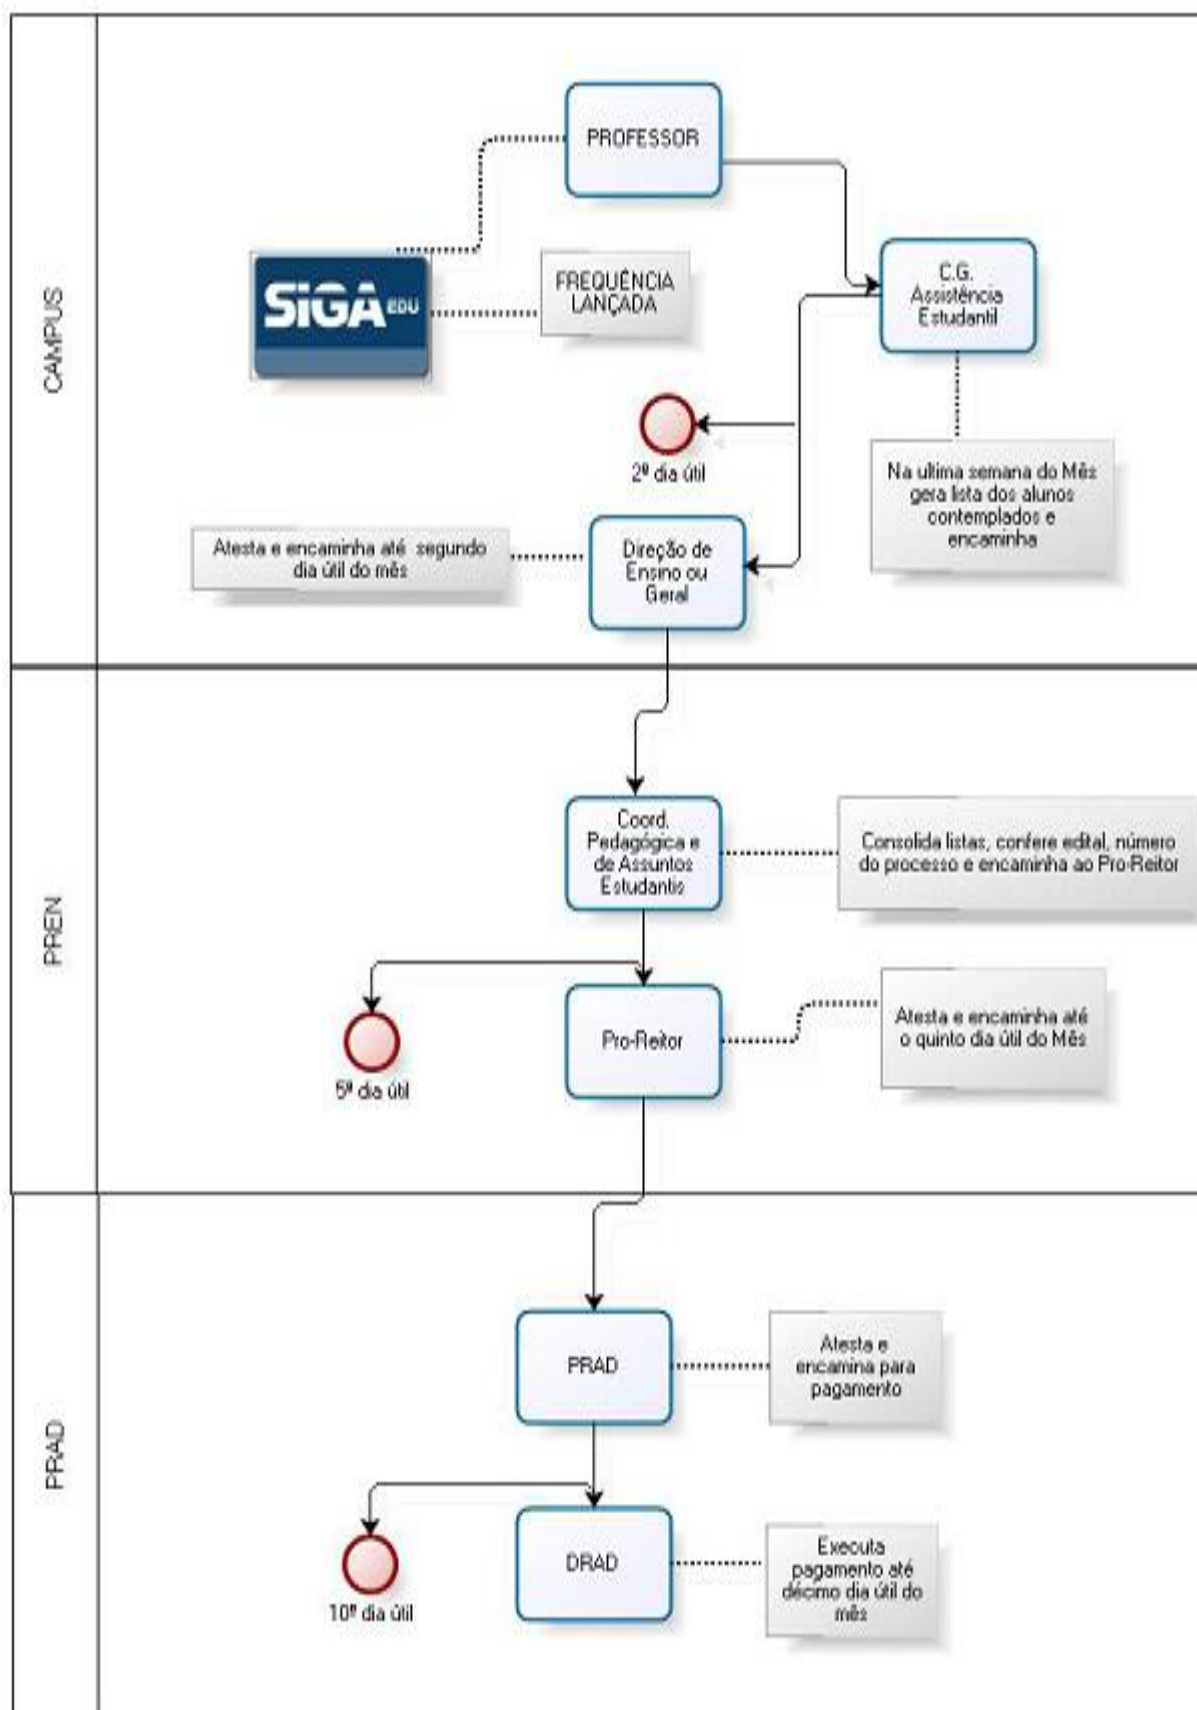 CAMPUS
PROFESSOR
SiGA EDU
FREQUÊNCIA
LANÇADA
C.G.
Assistência
Estudantil
2º dia útil
Na ultima semana do Mês
gera lista dos alunos
contemplados e
encaminha
Atesta e encaminha até segundo
dia útil do mês
Direção de
Ensino ou
Geral
PREN
Coord.
Pedagógica e
de Assuntos
Estudantis
Consolida listas, confere edital, número
do processo e encaminha ao Pro-Reitor
5º dia útil
Pro-Reitor
Atesta e encaminha até
o quinto dia útil do Mês
PRAD
PRAD
Atesta e
encamina para
pagamento
10º dia útil
DRAD
Executa
pagamento até
décimo dia útil do
mês